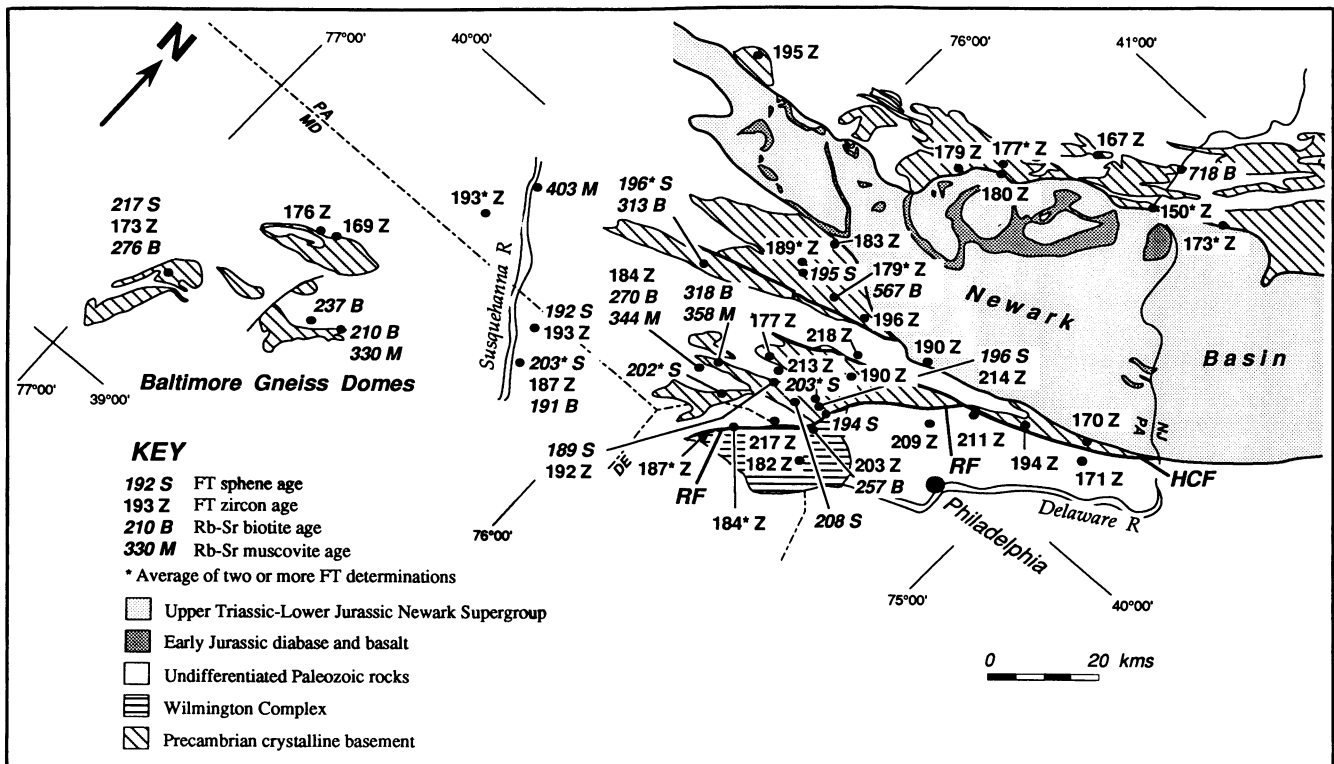 N
77°00'
40°00'
76°00'
41°00'
PA
MD
195 Z
403 M
193* Z
196* S
313 B
179 Z
177* Z
167 Z
718 B
180 Z
150* Z
173* Z
217 S
173 Z
276 B
176 Z
169 Z
237 B
210 B
330 M
Susquehanna R
183 Z
189* Z
195 S
179* Z
567 B
184 Z
270 B
344 M
318 B
358 M
196 Z
192 S
193 Z
203* S
187 Z
191 B
177 Z
218 Z
190 Z
196 S
214 Z
213 Z
203* S
190 Z
202* S
194 S
Newark
Basin
77°00'
39°00'
Baltimore Gneiss Domes
189 S
192 Z
DE
187* Z
RF
217 Z
182 Z
203 Z
257 B
209 Z
RF
211 Z
194 Z
170 Z
171 Z
HCF
NJ
PA
184* Z
208 S
76°00'
Philadelphia
Delaware R
75°00'
40°00'
KEY
192 S FT sphene age
193 Z FT zircon age
210 B Rb-Sr biotite age
330 M Rb-Sr muscovite age
* Average of two or more FT determinations
Upper Triassic-Lower Jurassic Newark Supergroup
Early Jurassic diabase and basalt
Undifferentiated Paleozoic rocks
Wilmington Complex
Precambrian crystalline basement
0 20 kms